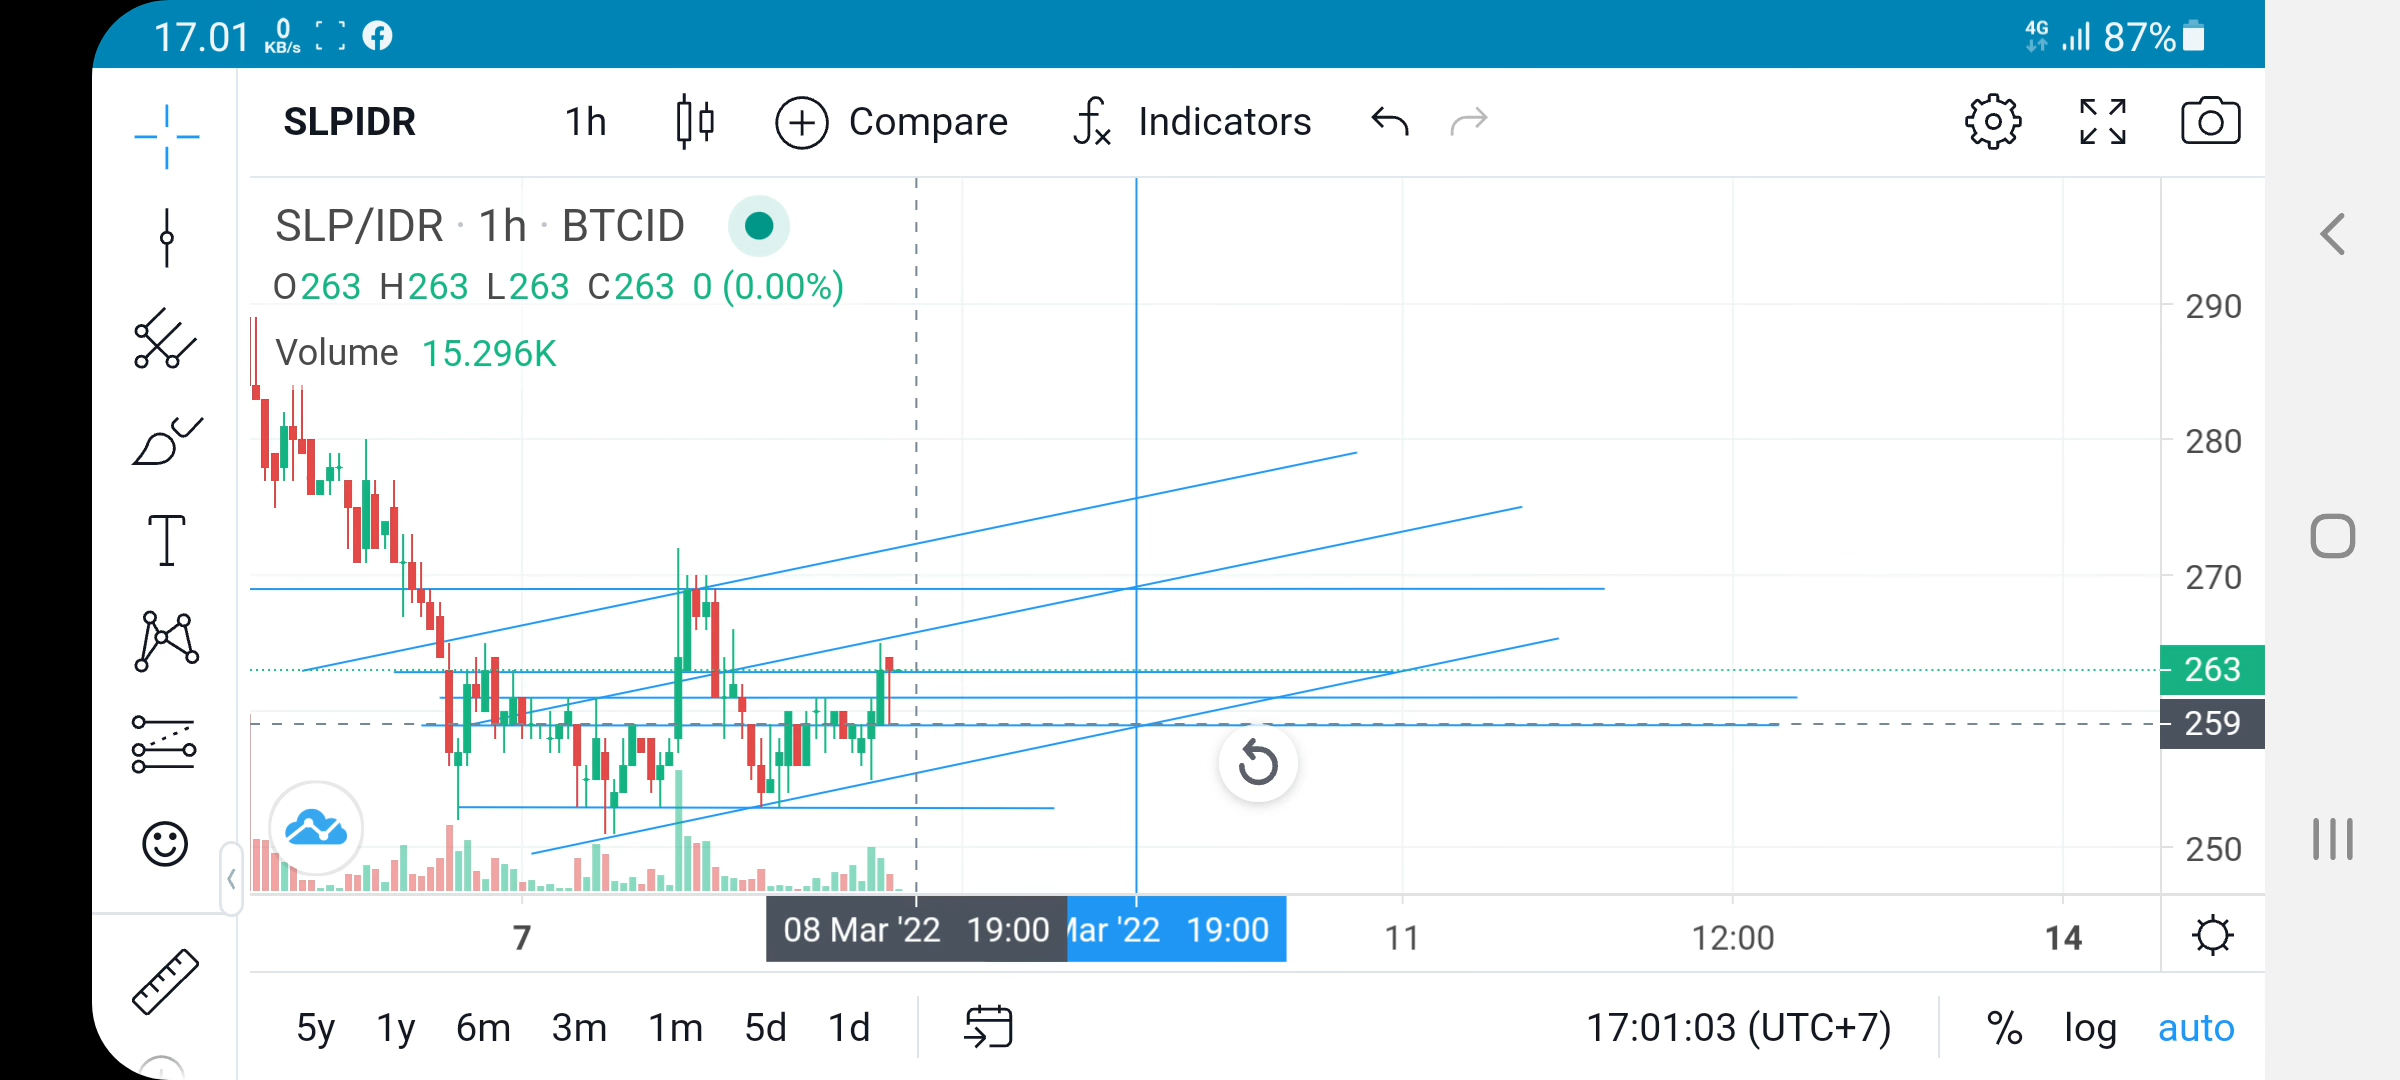 17.01 0 KB/s 4G 87%
SLPIDR 1h Compare Indicators
SLP/IDR · 1h · BTCID
O263 H263 L263 C263 0 (0.00%)
Volume 15.296K
290
280
270
263
259
250
7 08 Mar '22 19:00 Mar '22 19:00 11 12:00 14
5y 1y 6m 3m 1m 5d 1d 17:01:03 (UTC+7) % log auto